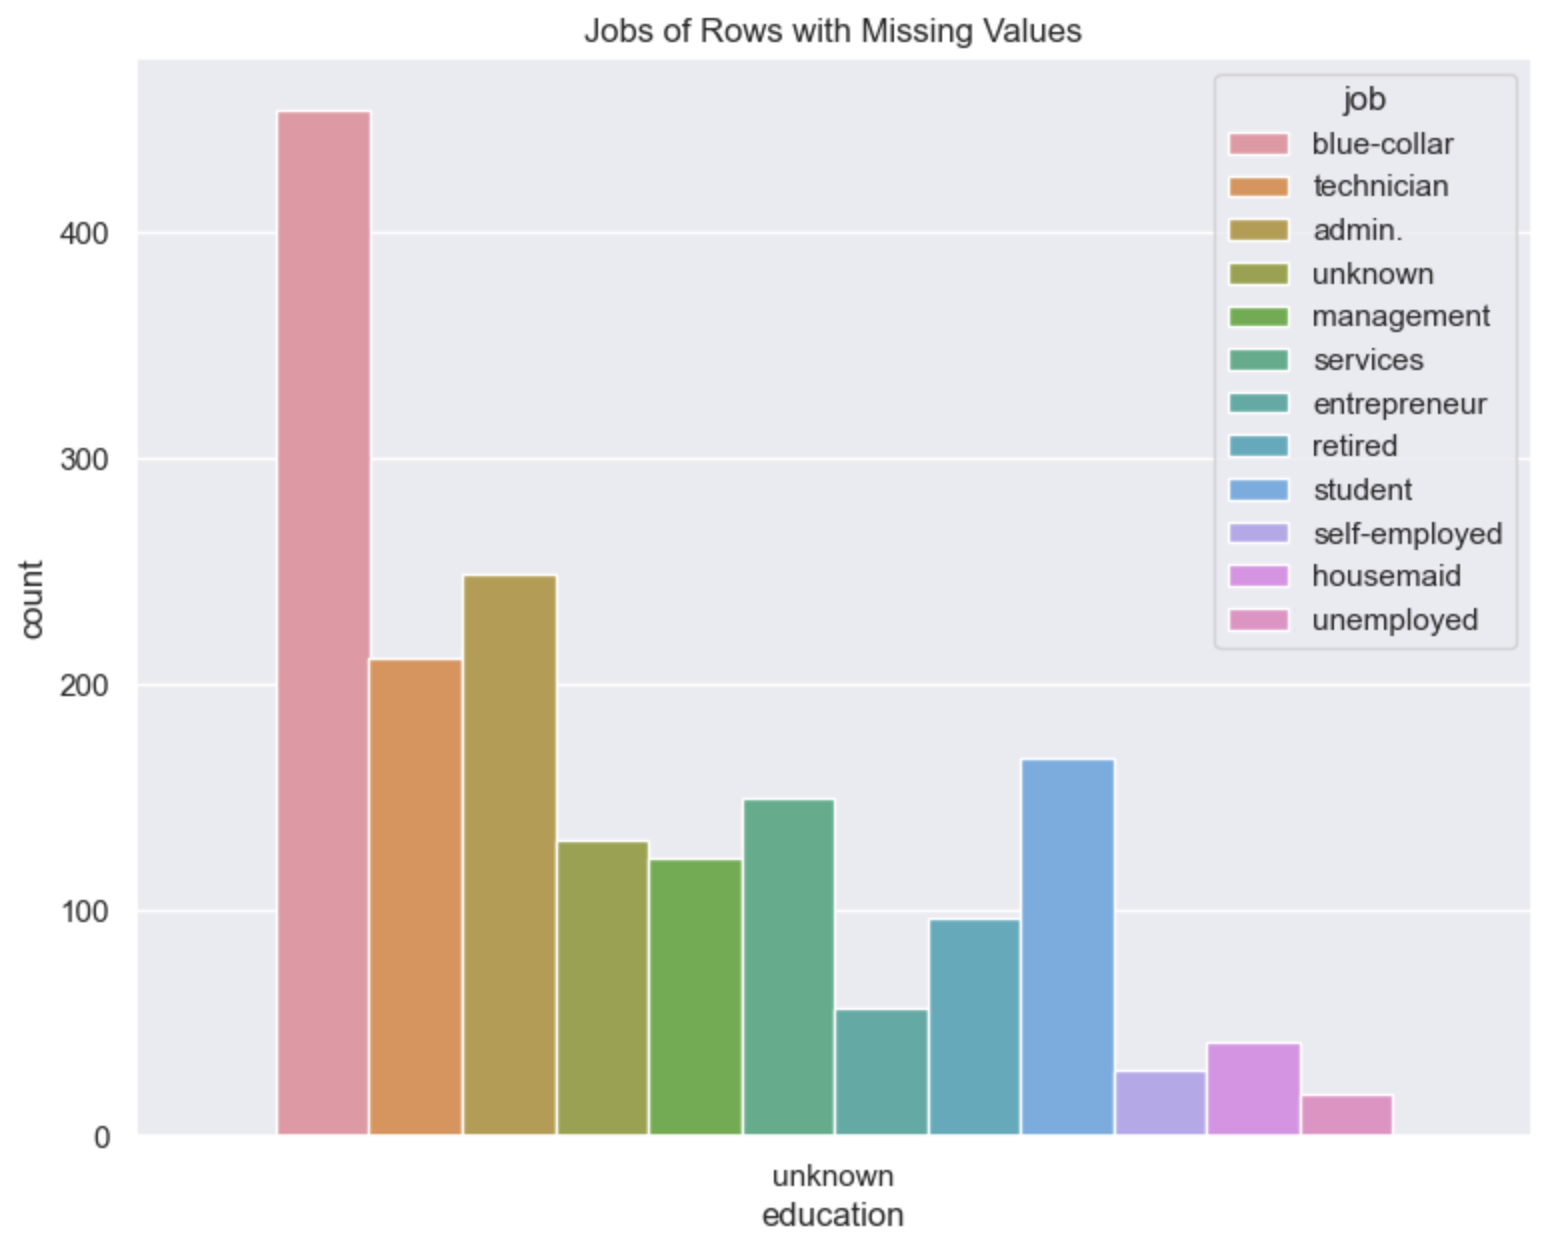 Jobs of Rows with Missing Values
job
blue-collar
technician
admin.
unknown
management
services
entrepreneur
retired
student
self-employed
housemaid
unemployed
count
400
300
200
100
0
unknown
education